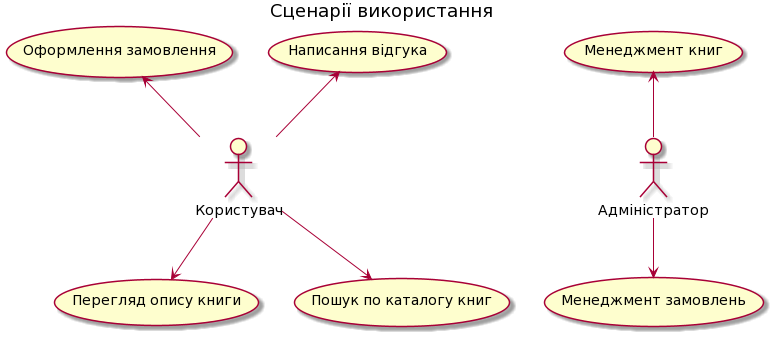 Сценарії використання
Оформлення замовлення
Написання відгука
Менеджмент книг
Користувач
Адміністратор
Перегляд опису книги
Пошук по каталогу книг
Менеджмент замовлень